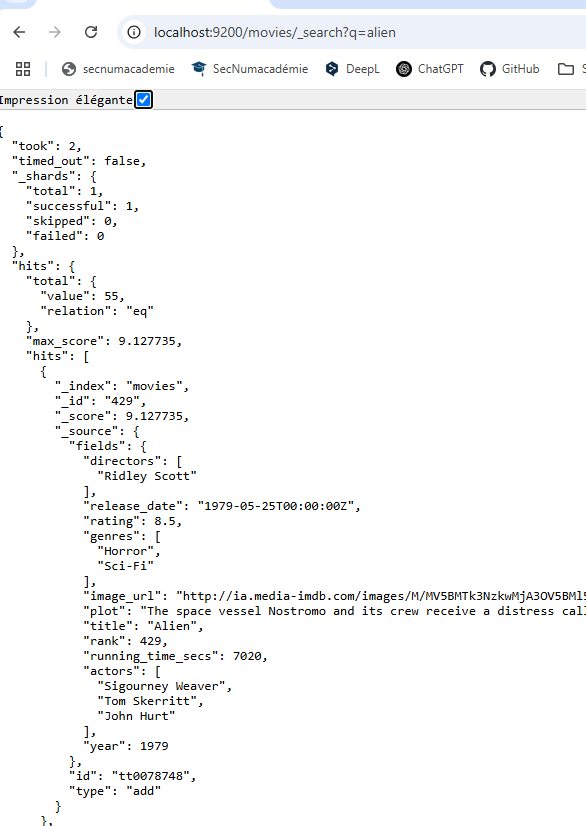 localhost:9200/movies/_search?q=alien
secnumacademie SecNumacadémie DeepL ChatGPT GitHub S
Impression élégante
{
  "took": 2,
  "timed_out": false,
  "_shards": {
    "total": 1,
    "successful": 1,
    "skipped": 0,
    "failed": 0
  },
  "hits": {
    "total": {
      "value": 55,
      "relation": "eq"
    },
    "max_score": 9.127735,
    "hits": [
      {
        "_index": "movies",
        "_id": "429",
        "_score": 9.127735,
        "_source": {
          "fields": {
            "directors": [
              "Ridley Scott"
            ],
            "release_date": "1979-05-25T00:00:00Z",
            "rating": 8.5,
            "genres": [
              "Horror",
              "Sci-Fi"
            ],
            "image_url": "http://ia.media-imdb.com/images/M/MV5BMTk3NzkwMjA3OV5BMl5
            "plot": "The space vessel Nostromo and its crew receive a distress call
            "title": "Alien",
            "rank": 429,
            "running_time_secs": 7020,
            "actors": [
              "Sigourney Weaver",
              "Tom Skerritt",
              "John Hurt"
            ],
            "year": 1979
          },
          "id": "tt0078748",
          "type": "add"
        }
      },